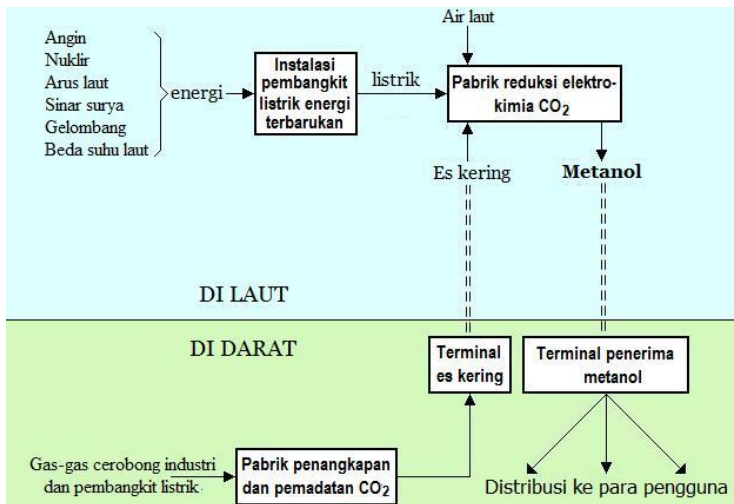 Air laut
Angin
Nuklir
Arus laut
Sinar surya
Gelombang
Beda suhu laut
energi
Instalasi
pembangkit
listrik energi
terbarukan
listrik
Pabrik reduksi elektro-
kimia CO2
Es kering
Metanol
DI LAUT
DI DARAT
Terminal
es kering
Terminal penerima
metanol
Gas-gas cerobong industri
dan pembangkit listrik
Pabrik penangkapan
dan pemadatan CO2
Distribusi ke para pengguna